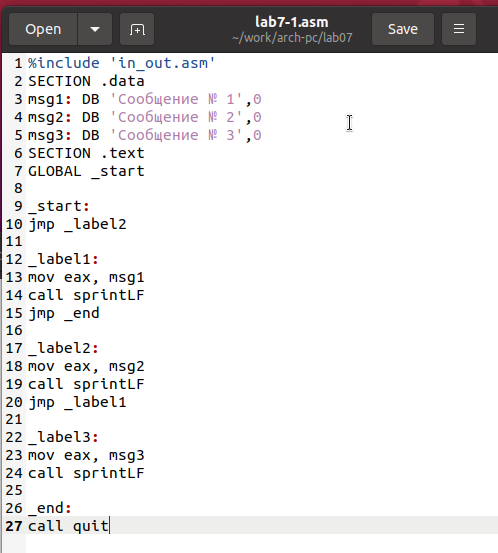 Open
lab7-1.asm
~/work/arch-pc/lab07
Save
1 %include 'in_out.asm'
2 SECTION .data
3 msg1: DB 'Сообщение № 1',0
4 msg2: DB 'Сообщение № 2',0
5 msg3: DB 'Сообщение № 3',0
6 SECTION .text
7 GLOBAL _start
8
9 _start:
10 jmp _label2
11
12 _label1:
13 mov eax, msg1
14 call sprintLF
15 jmp _end
16
17 _label2:
18 mov eax, msg2
19 call sprintLF
20 jmp _label1
21
22 _label3:
23 mov eax, msg3
24 call sprintLF
25
26 _end:
27 call quit